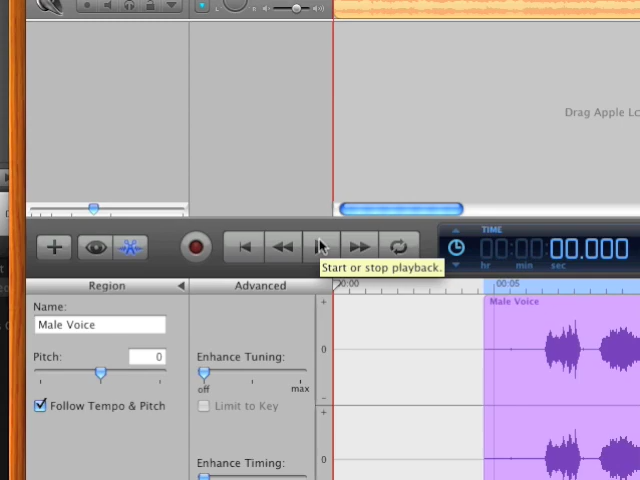 Drag Apple Lo
TIME
00:00:00.000
hr min sec
Start or stop playback.
Region
Advanced
00:05
Name:
Male Voice
Male Voice
Pitch:
0
Enhance Tuning:
off max
Follow Tempo & Pitch
Limit to Key
Enhance Timing:
+
0
-
+
0